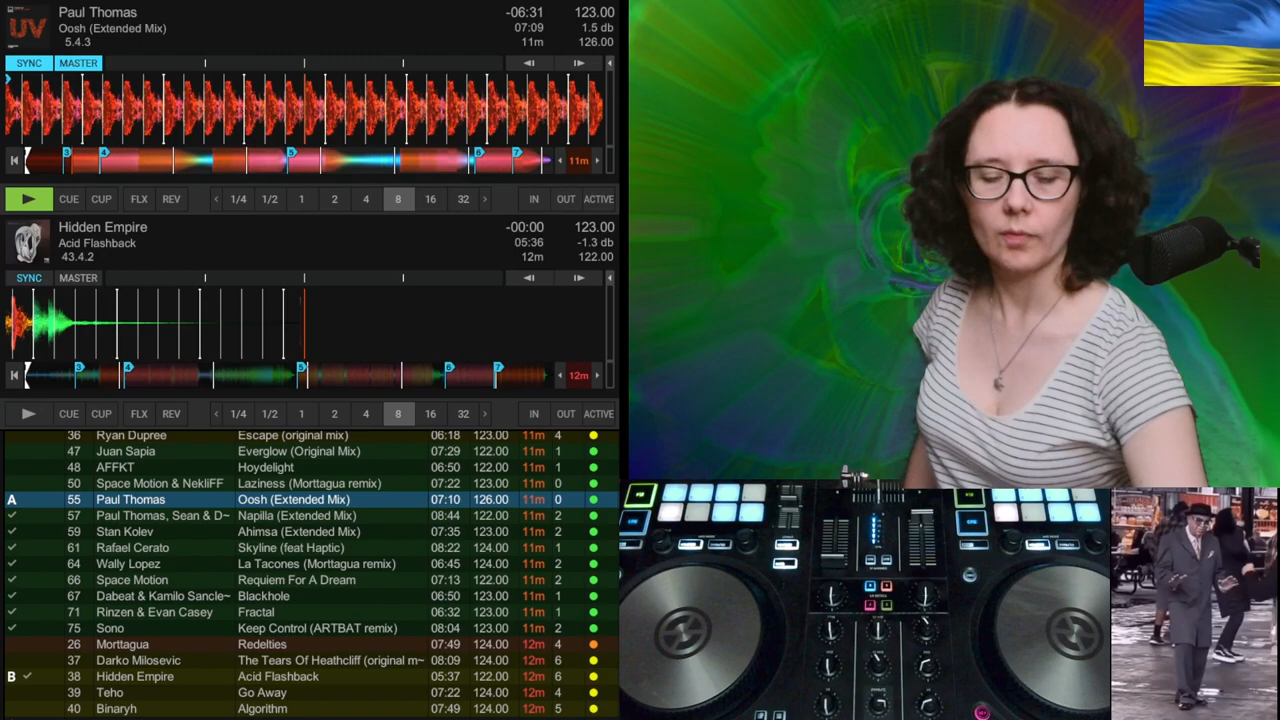 UV
Paul Thomas -06:31 123.00
Oosh (Extended Mix) 07:09 1.5 db
5.4.3 11m 126.00
SYNC MASTER
3 4 5 6 7 11m
CUE CUP FLX REV < 1/4 1/2 1 2 4 8 16 32 > IN OUT ACTIVE
Hidden Empire -00:00 123.00
Acid Flashback 05:36 -1.3 db
43.4.2 12m 122.00
SYNC MASTER
3 4 5 6 7 12m
CUE CUP FLX REV < 1/4 1/2 1 2 4 8 16 32 > IN OUT ACTIVE
36 Ryan Dupree Escape (original mix) 06:18 123.00 11m 4
47 Juan Sapia Everglow (Original Mix) 07:29 122.00 11m 1
48 AFFKT Hoydelight 06:50 122.00 11m 1
50 Space Motion & NekliFF Laziness (Morttagua remix) 07:22 123.00 11m 0
A 55 Paul Thomas Oosh (Extended Mix) 07:10 126.00 11m 0
57 Paul Thomas, Sean & D~ Napilla (Extended Mix) 08:44 122.00 11m 2
59 Stan Kolev Ahimsa (Extended Mix) 07:35 123.00 11m 2
61 Rafael Cerato Skyline (feat Haptic) 08:22 124.00 11m 1
64 Wally Lopez La Tacones (Morttagua remix) 06:45 124.00 11m 2
66 Space Motion Requiem For A Dream 07:13 122.00 11m 2
67 Dabeat & Kamilo Sancle~ Blackhole 06:50 123.00 11m 1
71 Rinzen & Evan Casey Fractal 06:32 123.00 11m 1
75 Sono Keep Control (ARTBAT remix) 08:04 123.00 11m 2
26 Morttagua Redelties 07:49 124.00 12m 4
37 Darko Milosevic The Tears Of Heathcliff (original m~ 08:09 124.00 12m 6
B 38 Hidden Empire Acid Flashback 05:37 122.00 12m 6
39 Teho Go Away 07:22 124.00 12m 4
40 Binaryh Algorithm 07:49 124.00 12m 5